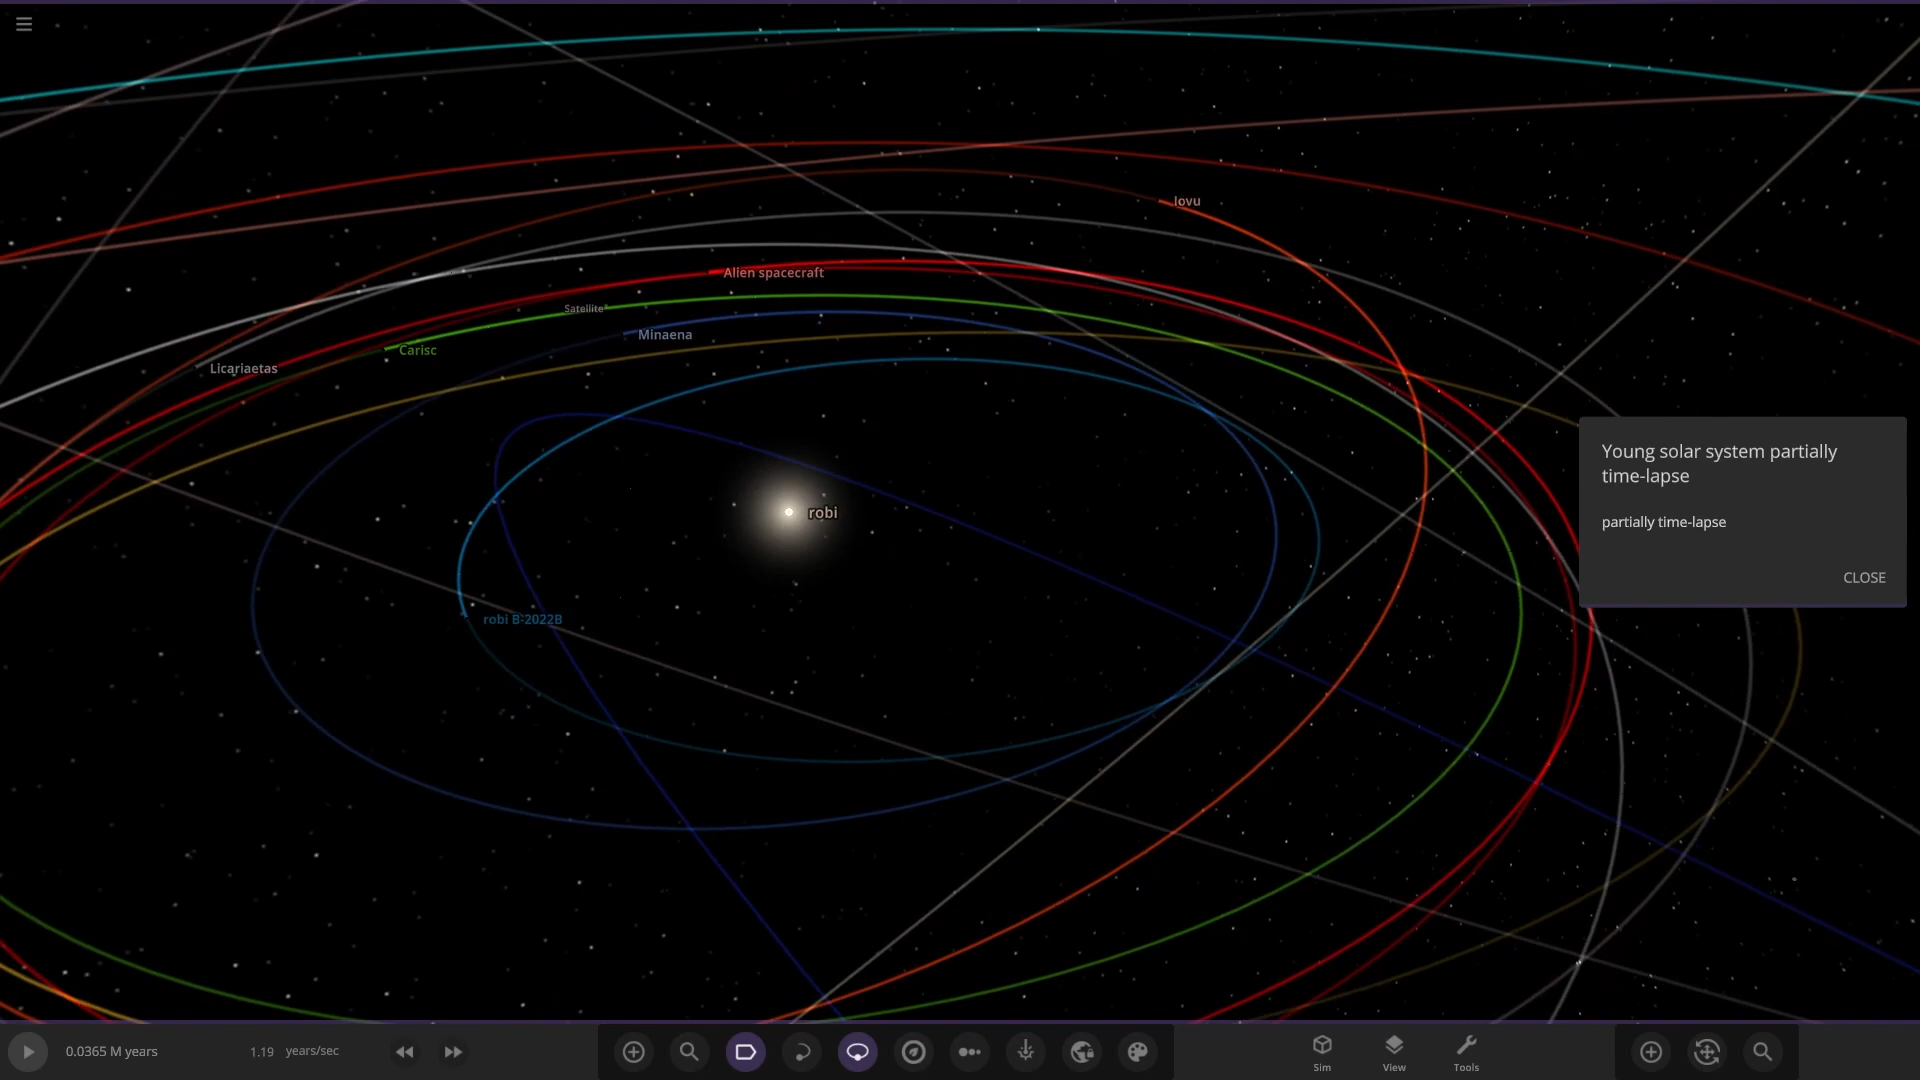 Iovu
Alien spacecraft
Satellite*
Minaena
Carisc
Licariaetas
Young solar system partially
time-lapse
robi
partially time-lapse
CLOSE
robi B-2022B
0.0365 M years
1.19 years/sec
Sim
View
Tools